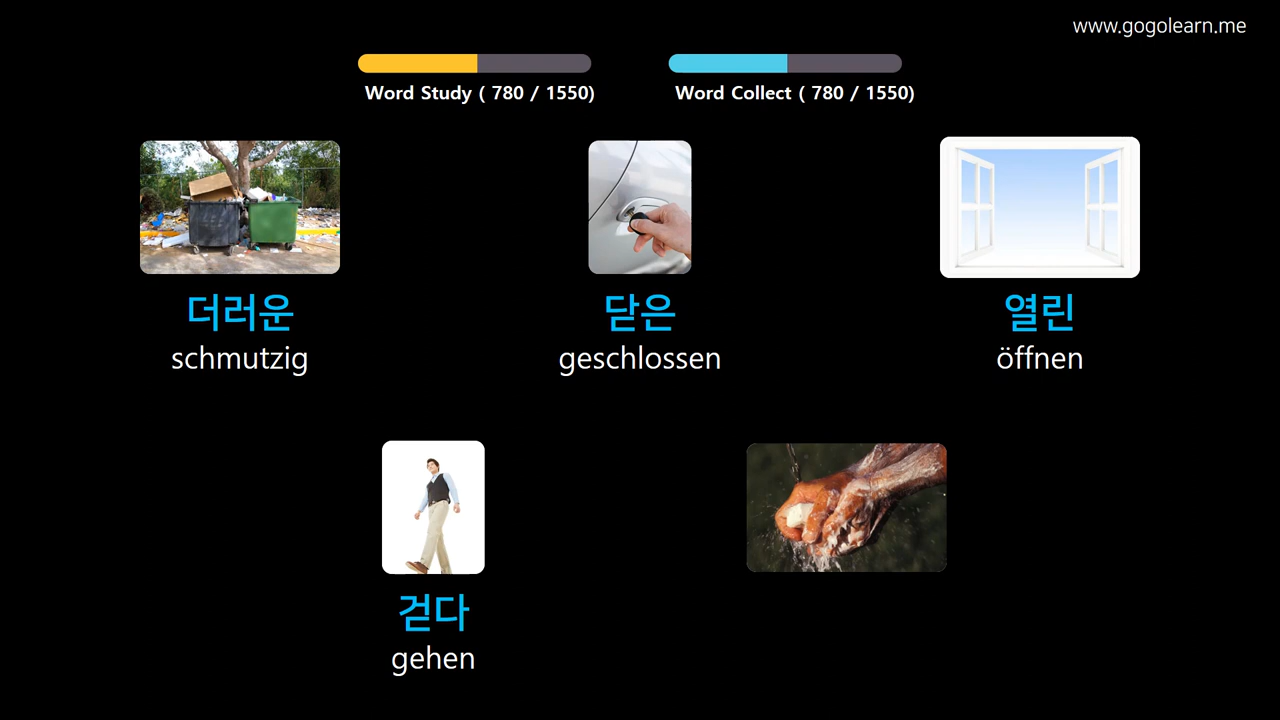 www.gogolearn.me
Word Study ( 780 / 1550)
Word Collect ( 780 / 1550)
더러운
schmutzig
닫은
geschlossen
열린
öffnen
걷다
gehen